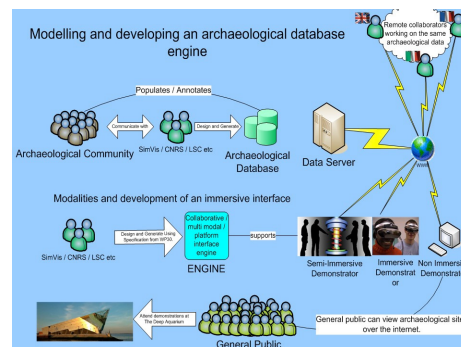 Modelling and developing an archaeological database
engine
Remote collaborators
working on the same
archaeological data
Populates / Annotates
Communicate with
Design and Generate
SimVis / CNRS / LSC etc
Archaeological Community
Archaeological
Database
Data Server
www
Modalities and development of an immersive interface
Design and Generate Using
Specification from WP30.
Collaborative /
multi modal /
platform
interface
engine
supports
SimVis / CNRS / LSC etc
ENGINE
Semi-Immersive
Demonstrator
Immersive
Demonstrat
or
Non Immersi
Demonstrat
Attend demonstrations at
The Deep Aquarium
General Public
General public can view archaeological site
over the internet.